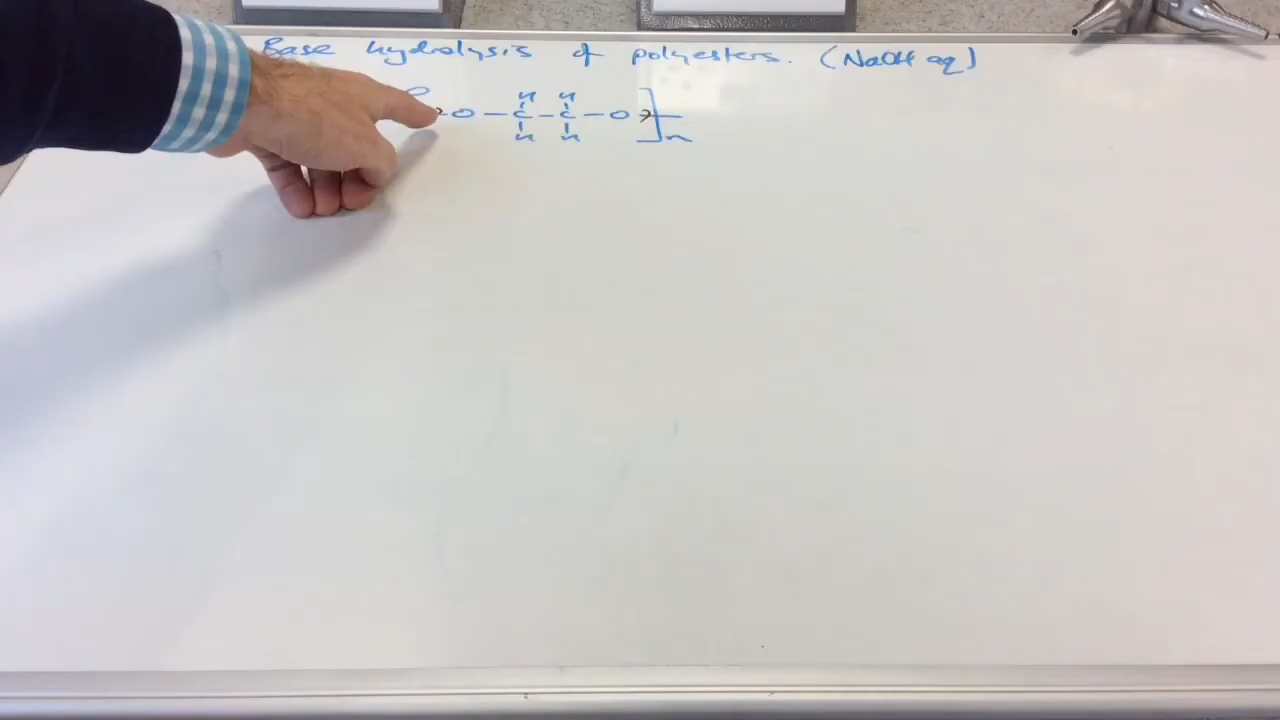 Base hydrolysis of polyesters. (NaOH aq)
O H H
O — C — C — O ]
H H n